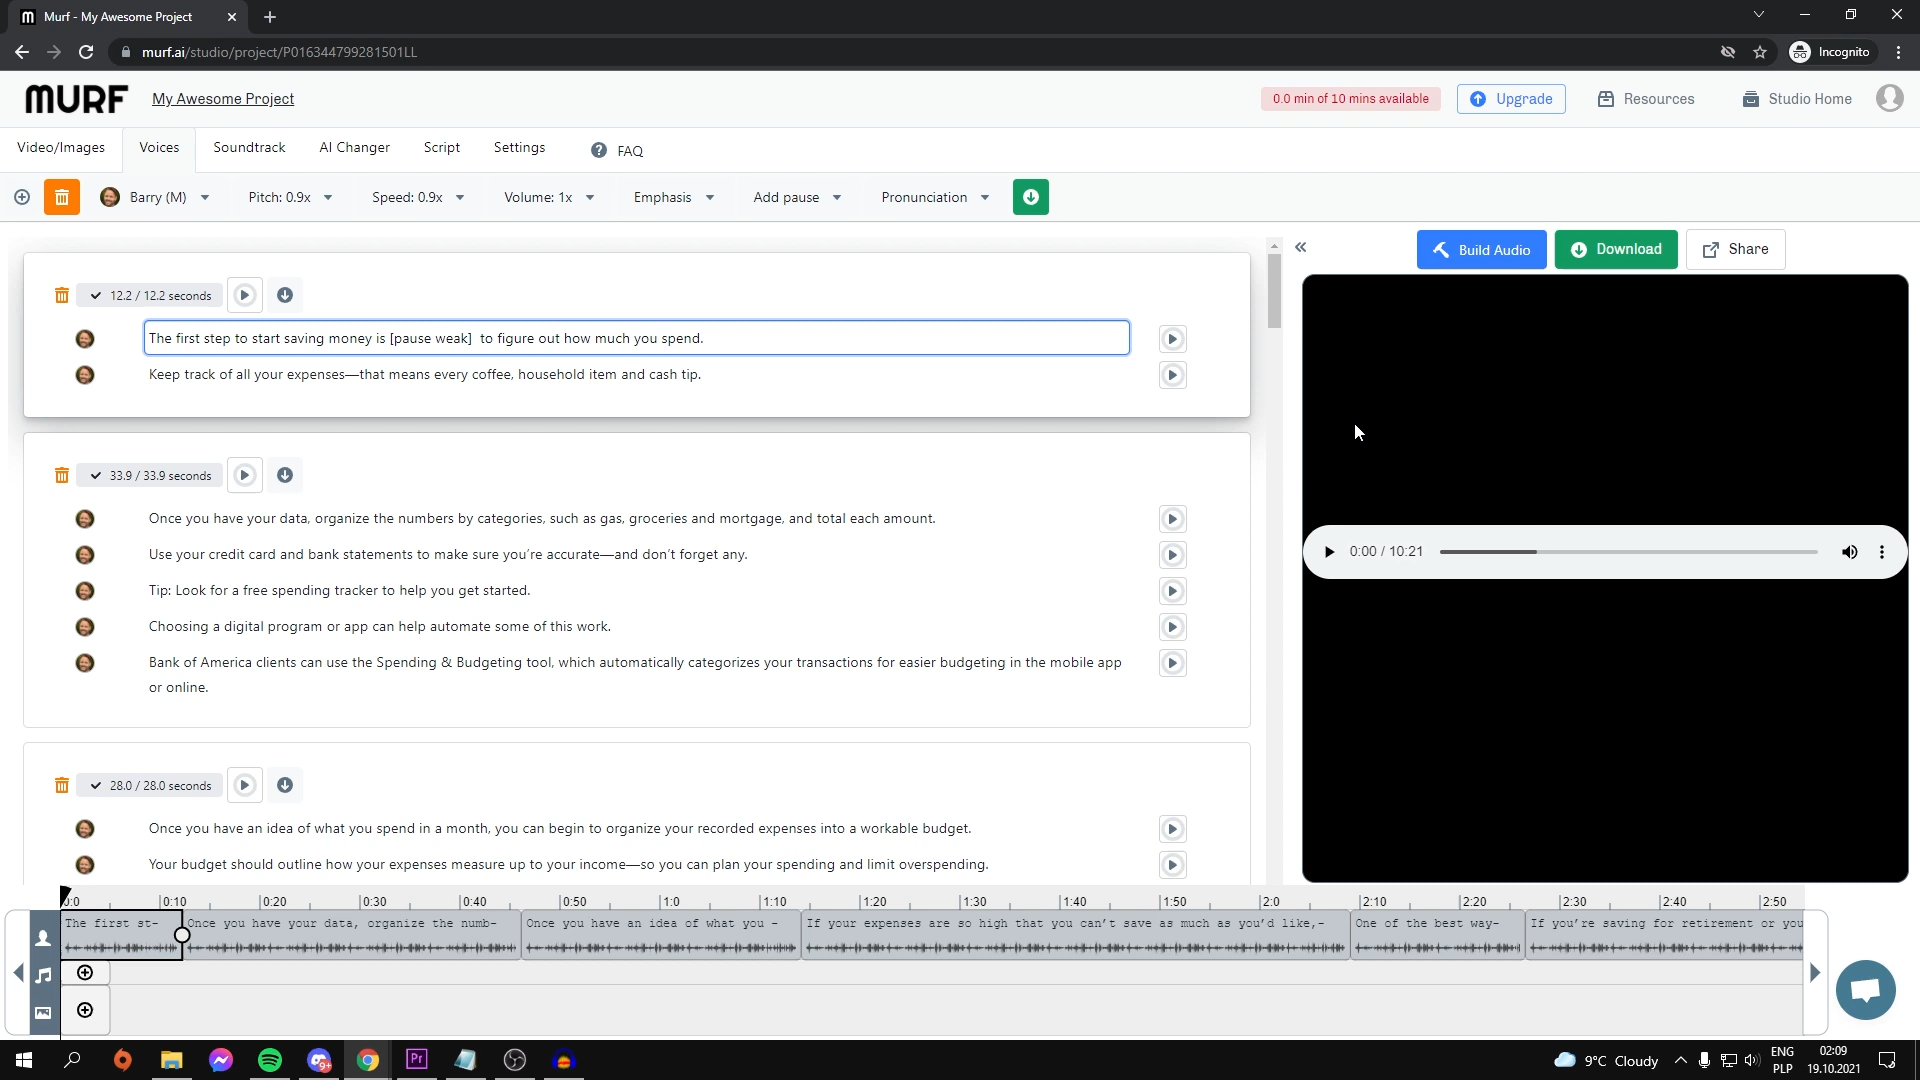 Murf - My Awesome Project
murf.ai/studio/project/P016344799281501LL
Incognito
MURF
My Awesome Project
0.0 min of 10 mins available
Upgrade
Resources
Studio Home
Video/Images
Voices
Soundtrack
AI Changer
Script
Settings
FAQ
Barry (M)
Pitch: 0.9x
Speed: 0.9x
Volume: 1x
Emphasis
Add pause
Pronunciation
Build Audio
Download
Share
12.2 / 12.2 seconds
The first step to start saving money is [pause weak]  to figure out how much you spend.
Keep track of all your expenses—that means every coffee, household item and cash tip.
33.9 / 33.9 seconds
Once you have your data, organize the numbers by categories, such as gas, groceries and mortgage, and total each amount.
Use your credit card and bank statements to make sure you’re accurate—and don’t forget any.
Tip: Look for a free spending tracker to help you get started.
Choosing a digital program or app can help automate some of this work.
Bank of America clients can use the Spending & Budgeting tool, which automatically categorizes your transactions for easier budgeting in the mobile app
or online.
0:00 / 10:21
28.0 / 28.0 seconds
Once you have an idea of what you spend in a month, you can begin to organize your recorded expenses into a workable budget.
Your budget should outline how your expenses measure up to your income—so you can plan your spending and limit overspending.
0:0 0:10 0:20 0:30 0:40 0:50 1:0 1:10 1:20 1:30 1:40 1:50 2:0 2:10 2:20 2:30 2:40 2:50
The first st-
Once you have your data, organize the numb-
Once you have an idea of what you -
If your expenses are so high that you can’t save as much as you’d like,-
One of the best way-
If you’re saving for retirement or you
Pr
9+
9°C Cloudy
ENG
PLP
02:09
19.10.2021